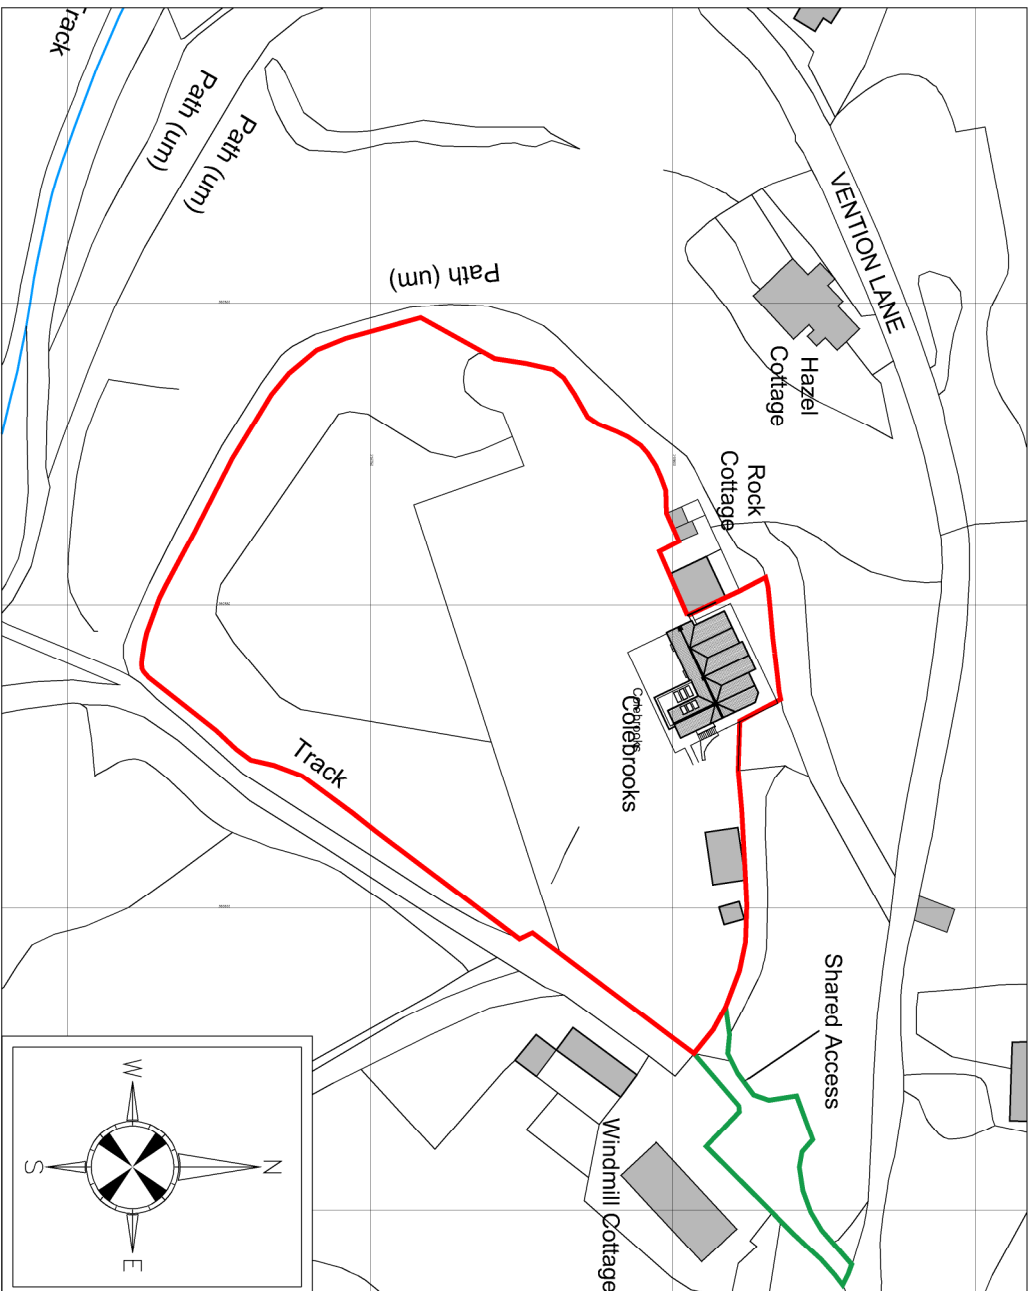 Track
Path (um)
Path (um)
Path (um)
VENTION LANE
Hazel
Cottage
Rock
Cottage
Colebrooks
Colebrooks
Track
Shared Access
Windmill Cottage
N
W
E
S